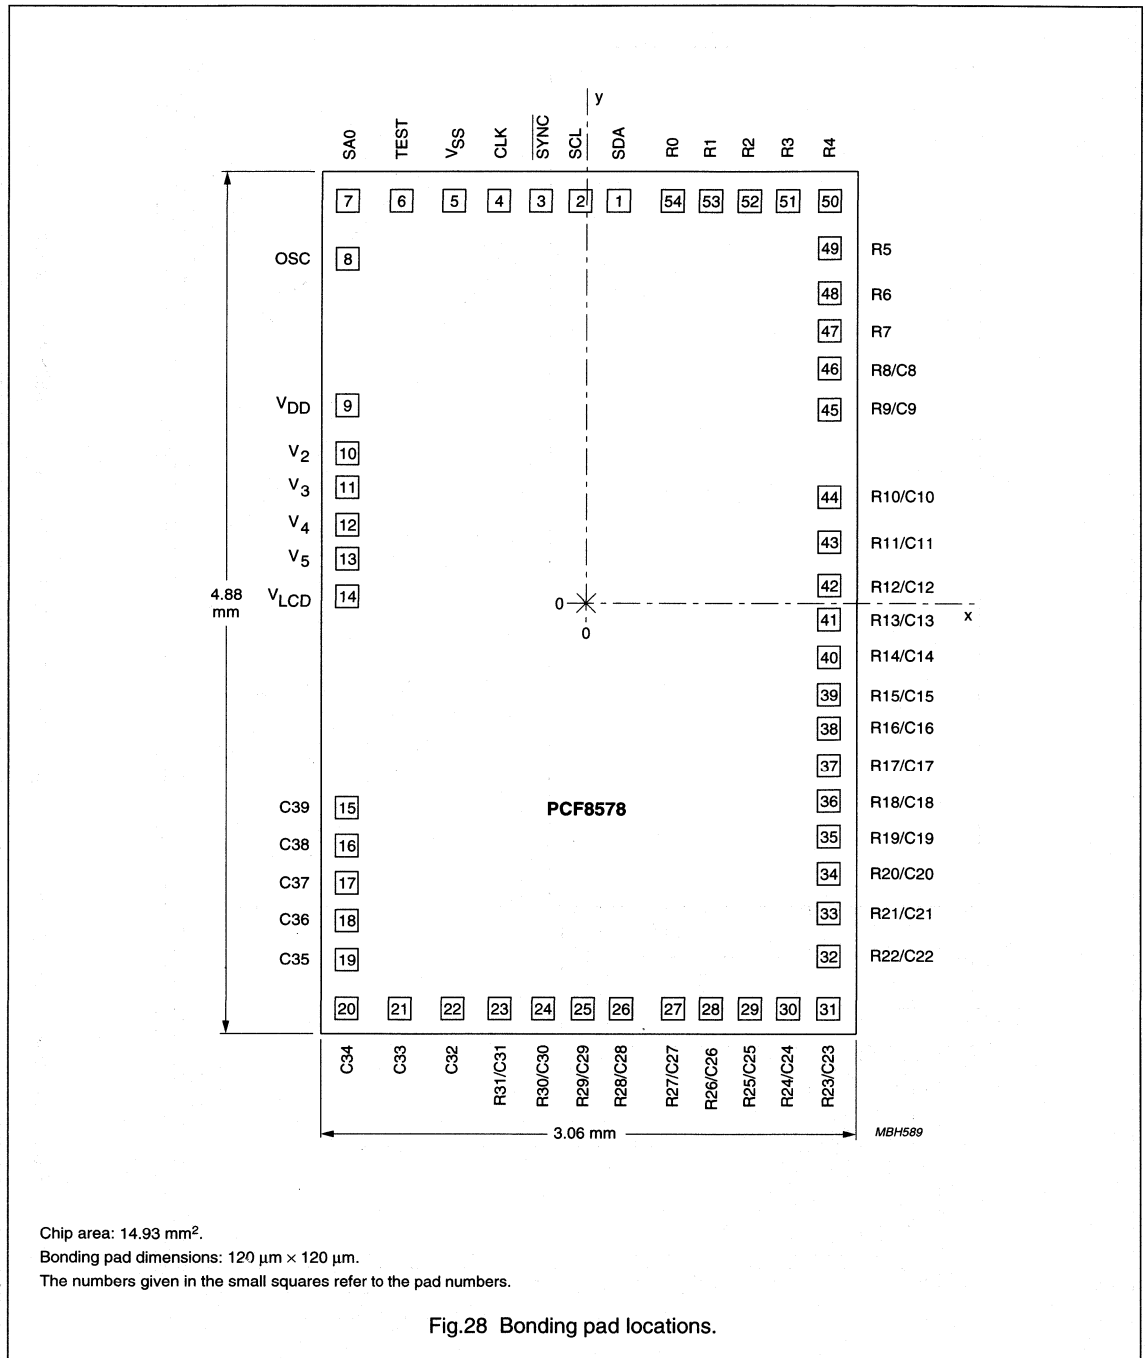 y
SA0 TEST VSS CLK SYNC SCL SDA R0 R1 R2 R3 R4
7 6 5 4 3 2 1 54 53 52 51 50
OSC 8 49 R5
48 R6
47 R7
46 R8/C8
VDD 9 45 R9/C9
V2 10
V3 11 44 R10/C10
V4 12
V5 13 43 R11/C11
4.88 mm
VLCD 14 42 R12/C12
0 x
0
41 R13/C13
40 R14/C14
39 R15/C15
38 R16/C16
37 R17/C17
C39 15 PCF8578 36 R18/C18
C38 16 35 R19/C19
C37 17 34 R20/C20
C36 18 33 R21/C21
C35 19 32 R22/C22
20 21 22 23 24 25 26 27 28 29 30 31
C34 C33 C32 R31/C31 R30/C30 R29/C29 R28/C28 R27/C27 R26/C26 R25/C25 R24/C24 R23/C23
3.06 mm
MBH589
Chip area: 14.93 mm².
Bonding pad dimensions: 120 µm × 120 µm.
The numbers given in the small squares refer to the pad numbers.
Fig.28 Bonding pad locations.